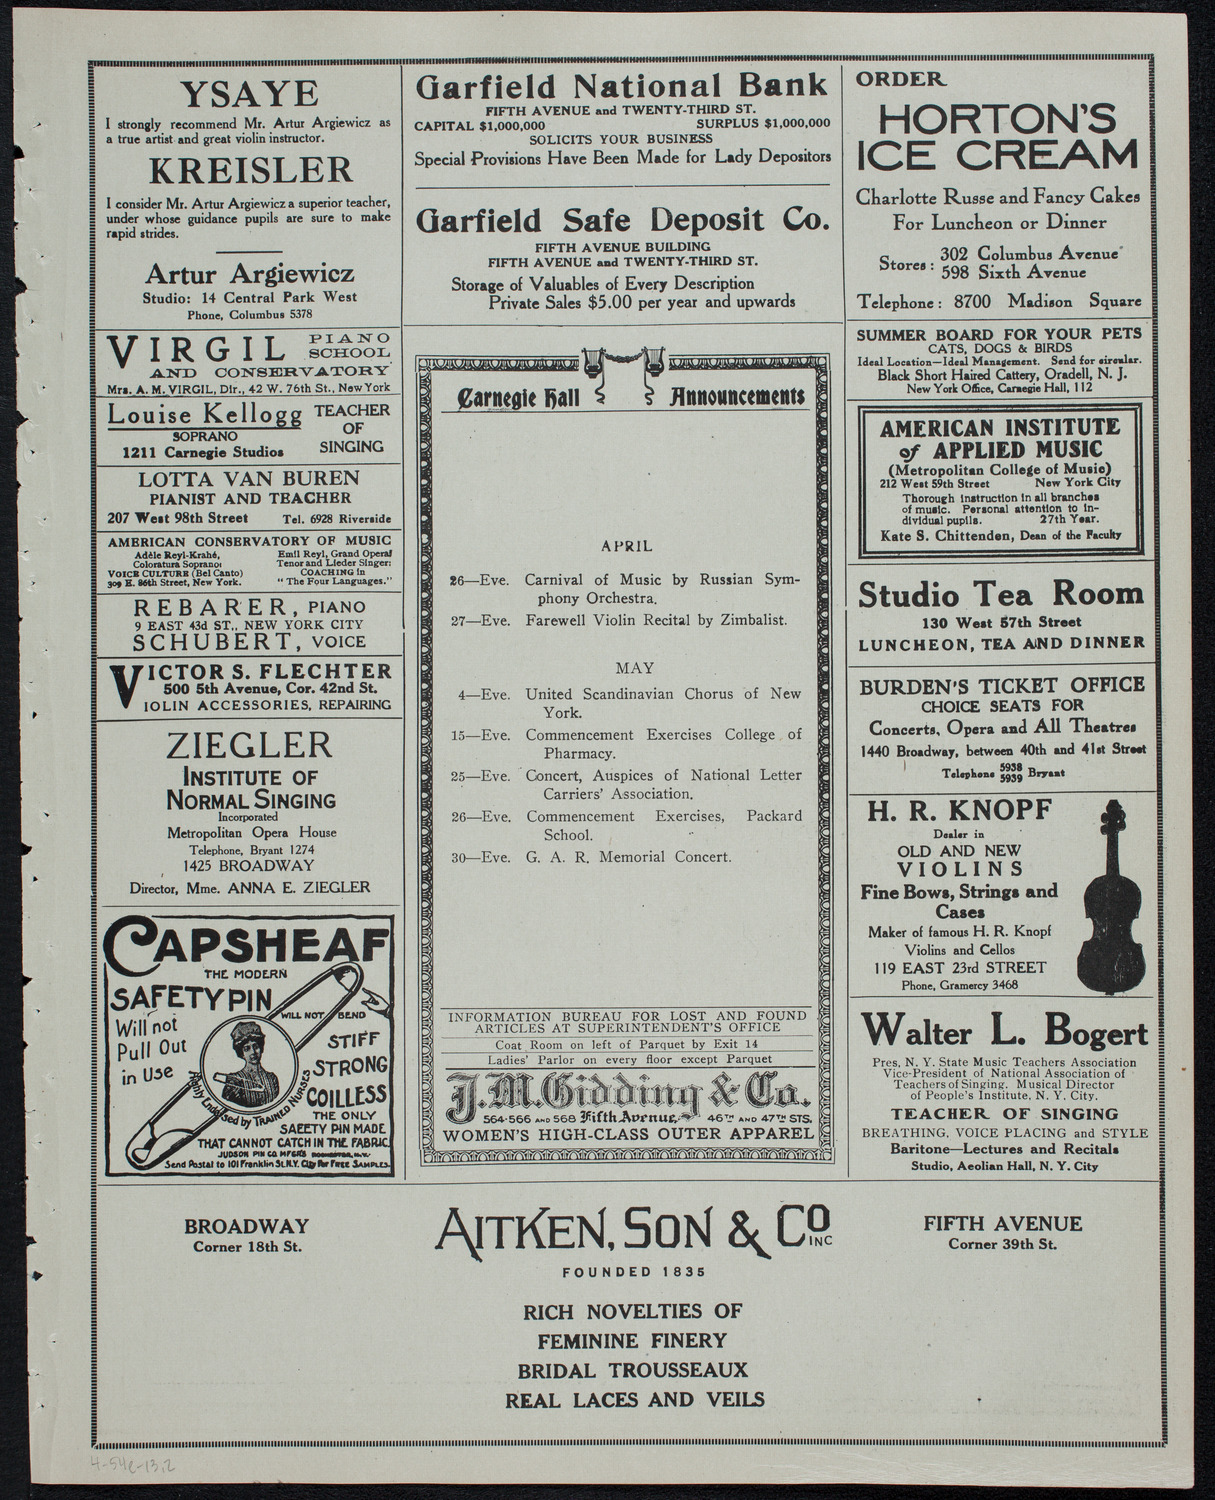 YSAYE
I strongly recommend Mr. Artur Argiewicz as
a true artist and great violin instructor.
KREISLER
I consider Mr. Artur Argiewicz a superior teacher,
under whose guidance pupils are sure to make
rapid strides.
Artur Argiewicz
Studio: 14 Central Park West
Phone, Columbus 5378
VIRGIL PIANO SCHOOL
AND CONSERVATORY
Mrs. A. M. VIRGIL, Dir., 42 W. 76th St., New York
Louise Kellogg TEACHER
SOPRANO OF
1211 Carnegie Studios SINGING
LOTTA VAN BUREN
PIANIST AND TEACHER
207 West 98th Street Tel. 6928 Riverside
AMERICAN CONSERVATORY OF MUSIC
Adèle Reyl-Krahé, Emil Reyl, Grand Opera
Coloratura Soprano: Tenor and Lieder Singer:
VOICE CULTURE (Bel Canto) COACHING in
309 E. 86th Street, New York. "The Four Languages."
REBARER, PIANO
9 EAST 43d ST., NEW YORK CITY
SCHUBERT, VOICE
VICTOR S. FLECHTER
500 5th Avenue, Cor. 42nd St.
VIOLIN ACCESSORIES, REPAIRING
ZIEGLER
INSTITUTE OF
NORMAL SINGING
Incorporated
Metropolitan Opera House
Telephone, Bryant 1274
1425 BROADWAY
Director, Mme. ANNA E. ZIEGLER
CAPSHEAF
THE MODERN
SAFETY PIN
WILL NOT BEND
Will not
Pull Out
in Use
STIFF
STRONG
COILLESS
Highly Endorsed by TRAINED NURSES
THE ONLY
SAFETY PIN MADE
THAT CANNOT CATCH IN THE FABRIC.
JUDSON PIN CO. MFGRS ROCHESTER, N.Y.
Send Postal to 101 Franklin St. N.Y. City for FREE SAMPLES.
Garfield National Bank
FIFTH AVENUE and TWENTY-THIRD ST.
CAPITAL $1,000,000 SURPLUS $1,000,000
SOLICITS YOUR BUSINESS
Special Provisions Have Been Made for Lady Depositors
Garfield Safe Deposit Co.
FIFTH AVENUE BUILDING
FIFTH AVENUE and TWENTY-THIRD ST.
Storage of Valuables of Every Description
Private Sales $5.00 per year and upwards
Carnegie Hall Announcements
APRIL
26—Eve. Carnival of Music by Russian Sym-
phony Orchestra.
27—Eve. Farewell Violin Recital by Zimbalist.
MAY
4—Eve. United Scandinavian Chorus of New
York.
15—Eve. Commencement Exercises College of
Pharmacy.
25—Eve. Concert, Auspices of National Letter
Carriers' Association.
26—Eve. Commencement Exercises, Packard
School.
30—Eve. G. A. R. Memorial Concert.
INFORMATION BUREAU FOR LOST AND FOUND
ARTICLES AT SUPERINTENDENT'S OFFICE
Coat Room on left of Parquet by Exit 14
Ladies' Parlor on every floor except Parquet
J. M. Gidding & Co.
564-566 AND 568 Fifth Avenue, 46TH AND 47TH STS.
WOMEN'S HIGH-CLASS OUTER APPAREL
ORDER
HORTON'S
ICE CREAM
Charlotte Russe and Fancy Cakes
For Luncheon or Dinner
Stores: 302 Columbus Avenue
598 Sixth Avenue
Telephone: 8700 Madison Square
SUMMER BOARD FOR YOUR PETS
CATS, DOGS & BIRDS
Ideal Location—Ideal Management. Send for circular.
Black Short Haired Cattery, Oradell, N. J.
New York Office, Carnegie Hall, 112
AMERICAN INSTITUTE
of APPLIED MUSIC
(Metropolitan College of Music)
212 West 59th Street New York City
Thorough instruction in all branches
of music. Personal attention to in-
dividual pupils. 27th Year.
Kate S. Chittenden, Dean of the Faculty
Studio Tea Room
130 West 57th Street
LUNCHEON, TEA AND DINNER
BURDEN'S TICKET OFFICE
CHOICE SEATS FOR
Concerts, Opera and All Theatres
1440 Broadway, between 40th and 41st Street
Telephone 5938 5939 Bryant
H. R. KNOPF
Dealer in
OLD AND NEW
VIOLINS
Fine Bows, Strings and
Cases
Maker of famous H. R. Knopf
Violins and Cellos
119 EAST 23rd STREET
Phone, Gramercy 3468
Walter L. Bogert
Pres, N. Y. State Music Teachers Association
Vice-President of National Association of
Teachers of Singing. Musical Director
of People's Institute, N. Y. City.
TEACHER OF SINGING
BREATHING, VOICE PLACING and STYLE
Baritone—Lectures and Recitals
Studio, Aeolian Hall, N. Y. City
BROADWAY
Corner 18th St.
AITKEN, SON & CO INC
FOUNDED 1835
FIFTH AVENUE
Corner 39th St.
RICH NOVELTIES OF
FEMININE FINERY
BRIDAL TROUSSEAUX
REAL LACES AND VEILS
4-54e-13,2